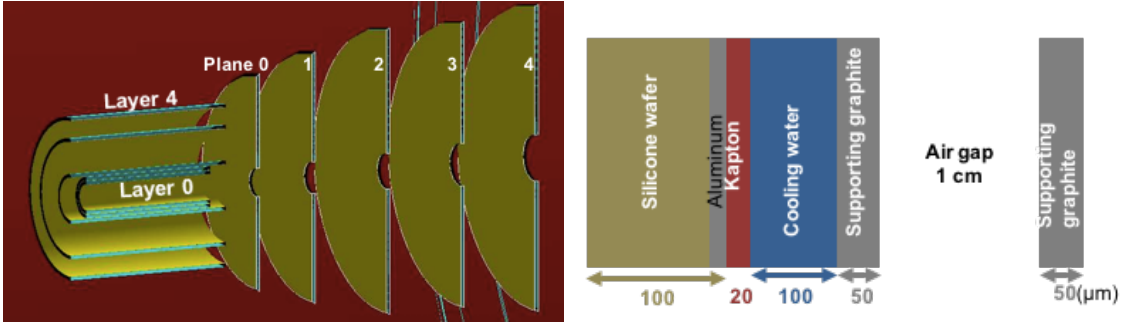 Plane 0
1
2
3
4
Layer 4
Layer 0
Silicone wafer
Aluminum
Kapton
Cooling water
Supporting graphite
Air gap
1 cm
Supporting
graphite
100
20
100
50
50(μm)